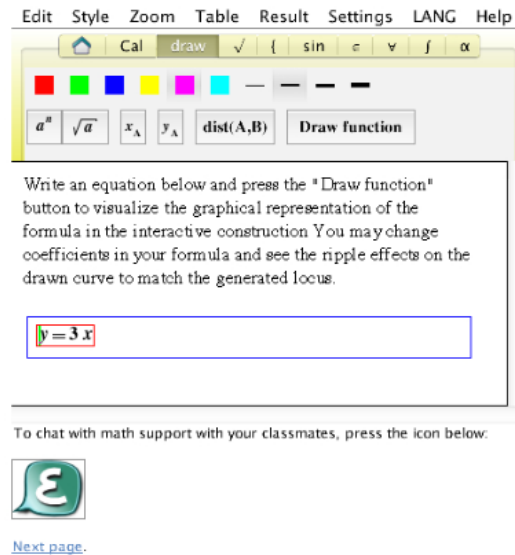 Edit Style Zoom Table Result Settings LANG Help
Cal draw √ { sin ∊ ∀ ∫ α
aⁿ √a x_A y_A dist(A,B) Draw function
Write an equation below and press the "Draw function"
button to visualize the graphical representation of the
formula in the interactive construction You may change
coefficients in your formula and see the ripple effects on the
drawn curve to match the generated locus.
y = 3 x
To chat with math support with your classmates, press the icon below:
Next page.